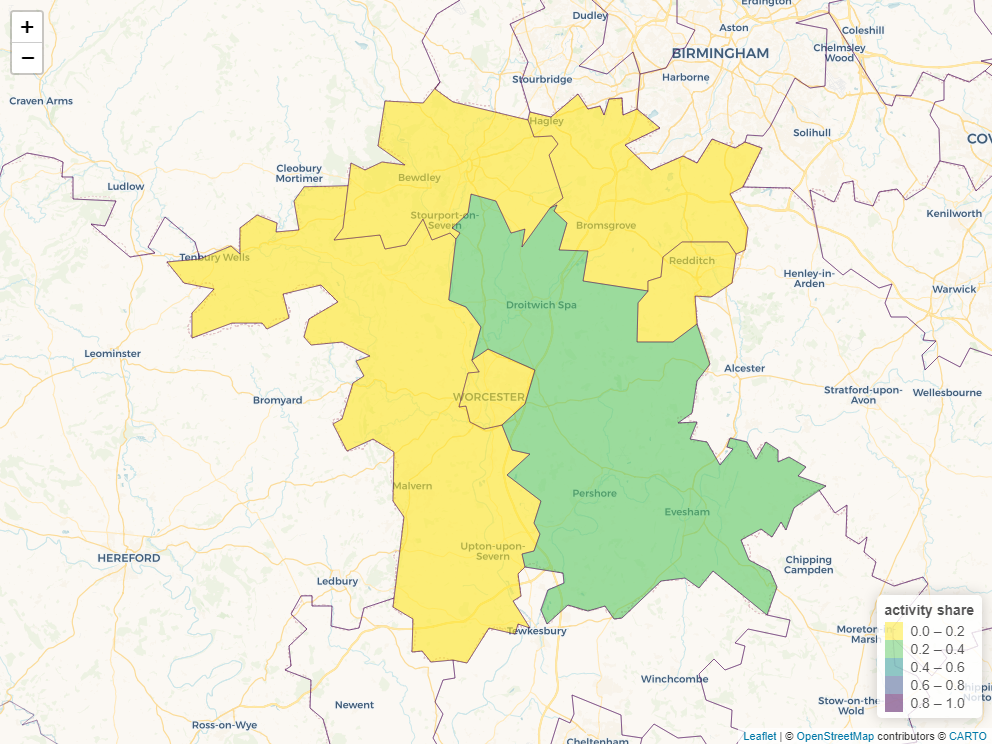 +
−
Erdington
Dudley
Aston
Coleshill
BIRMINGHAM
Chelmsley
Wood
Stourbridge
Harborne
Craven Arms
Hagley
Solihull
Cleobury
Mortimer
Bewdley
Ludlow
Stourport-on-
Severn
Kenilworth
Bromsgrove
Tenbury Wells
Redditch
Henley-in-
Arden
Warwick
Droitwich Spa
Leominster
Alcester
Stratford-upon-
Avon
Wellesbourne
Bromyard
WORCESTER
Malvern
Pershore
Evesham
Upton-upon-
Severn
HEREFORD
Chipping
Campden
Ledbury
Tewkesbury
Winchcombe
Newent
Stow-on-the-
Wold
Ross-on-Wye
Cheltenham
activity share
0.0 – 0.2
0.2 – 0.4
0.4 – 0.6
0.6 – 0.8
0.8 – 1.0
Leaflet | © OpenStreetMap contributors © CARTO